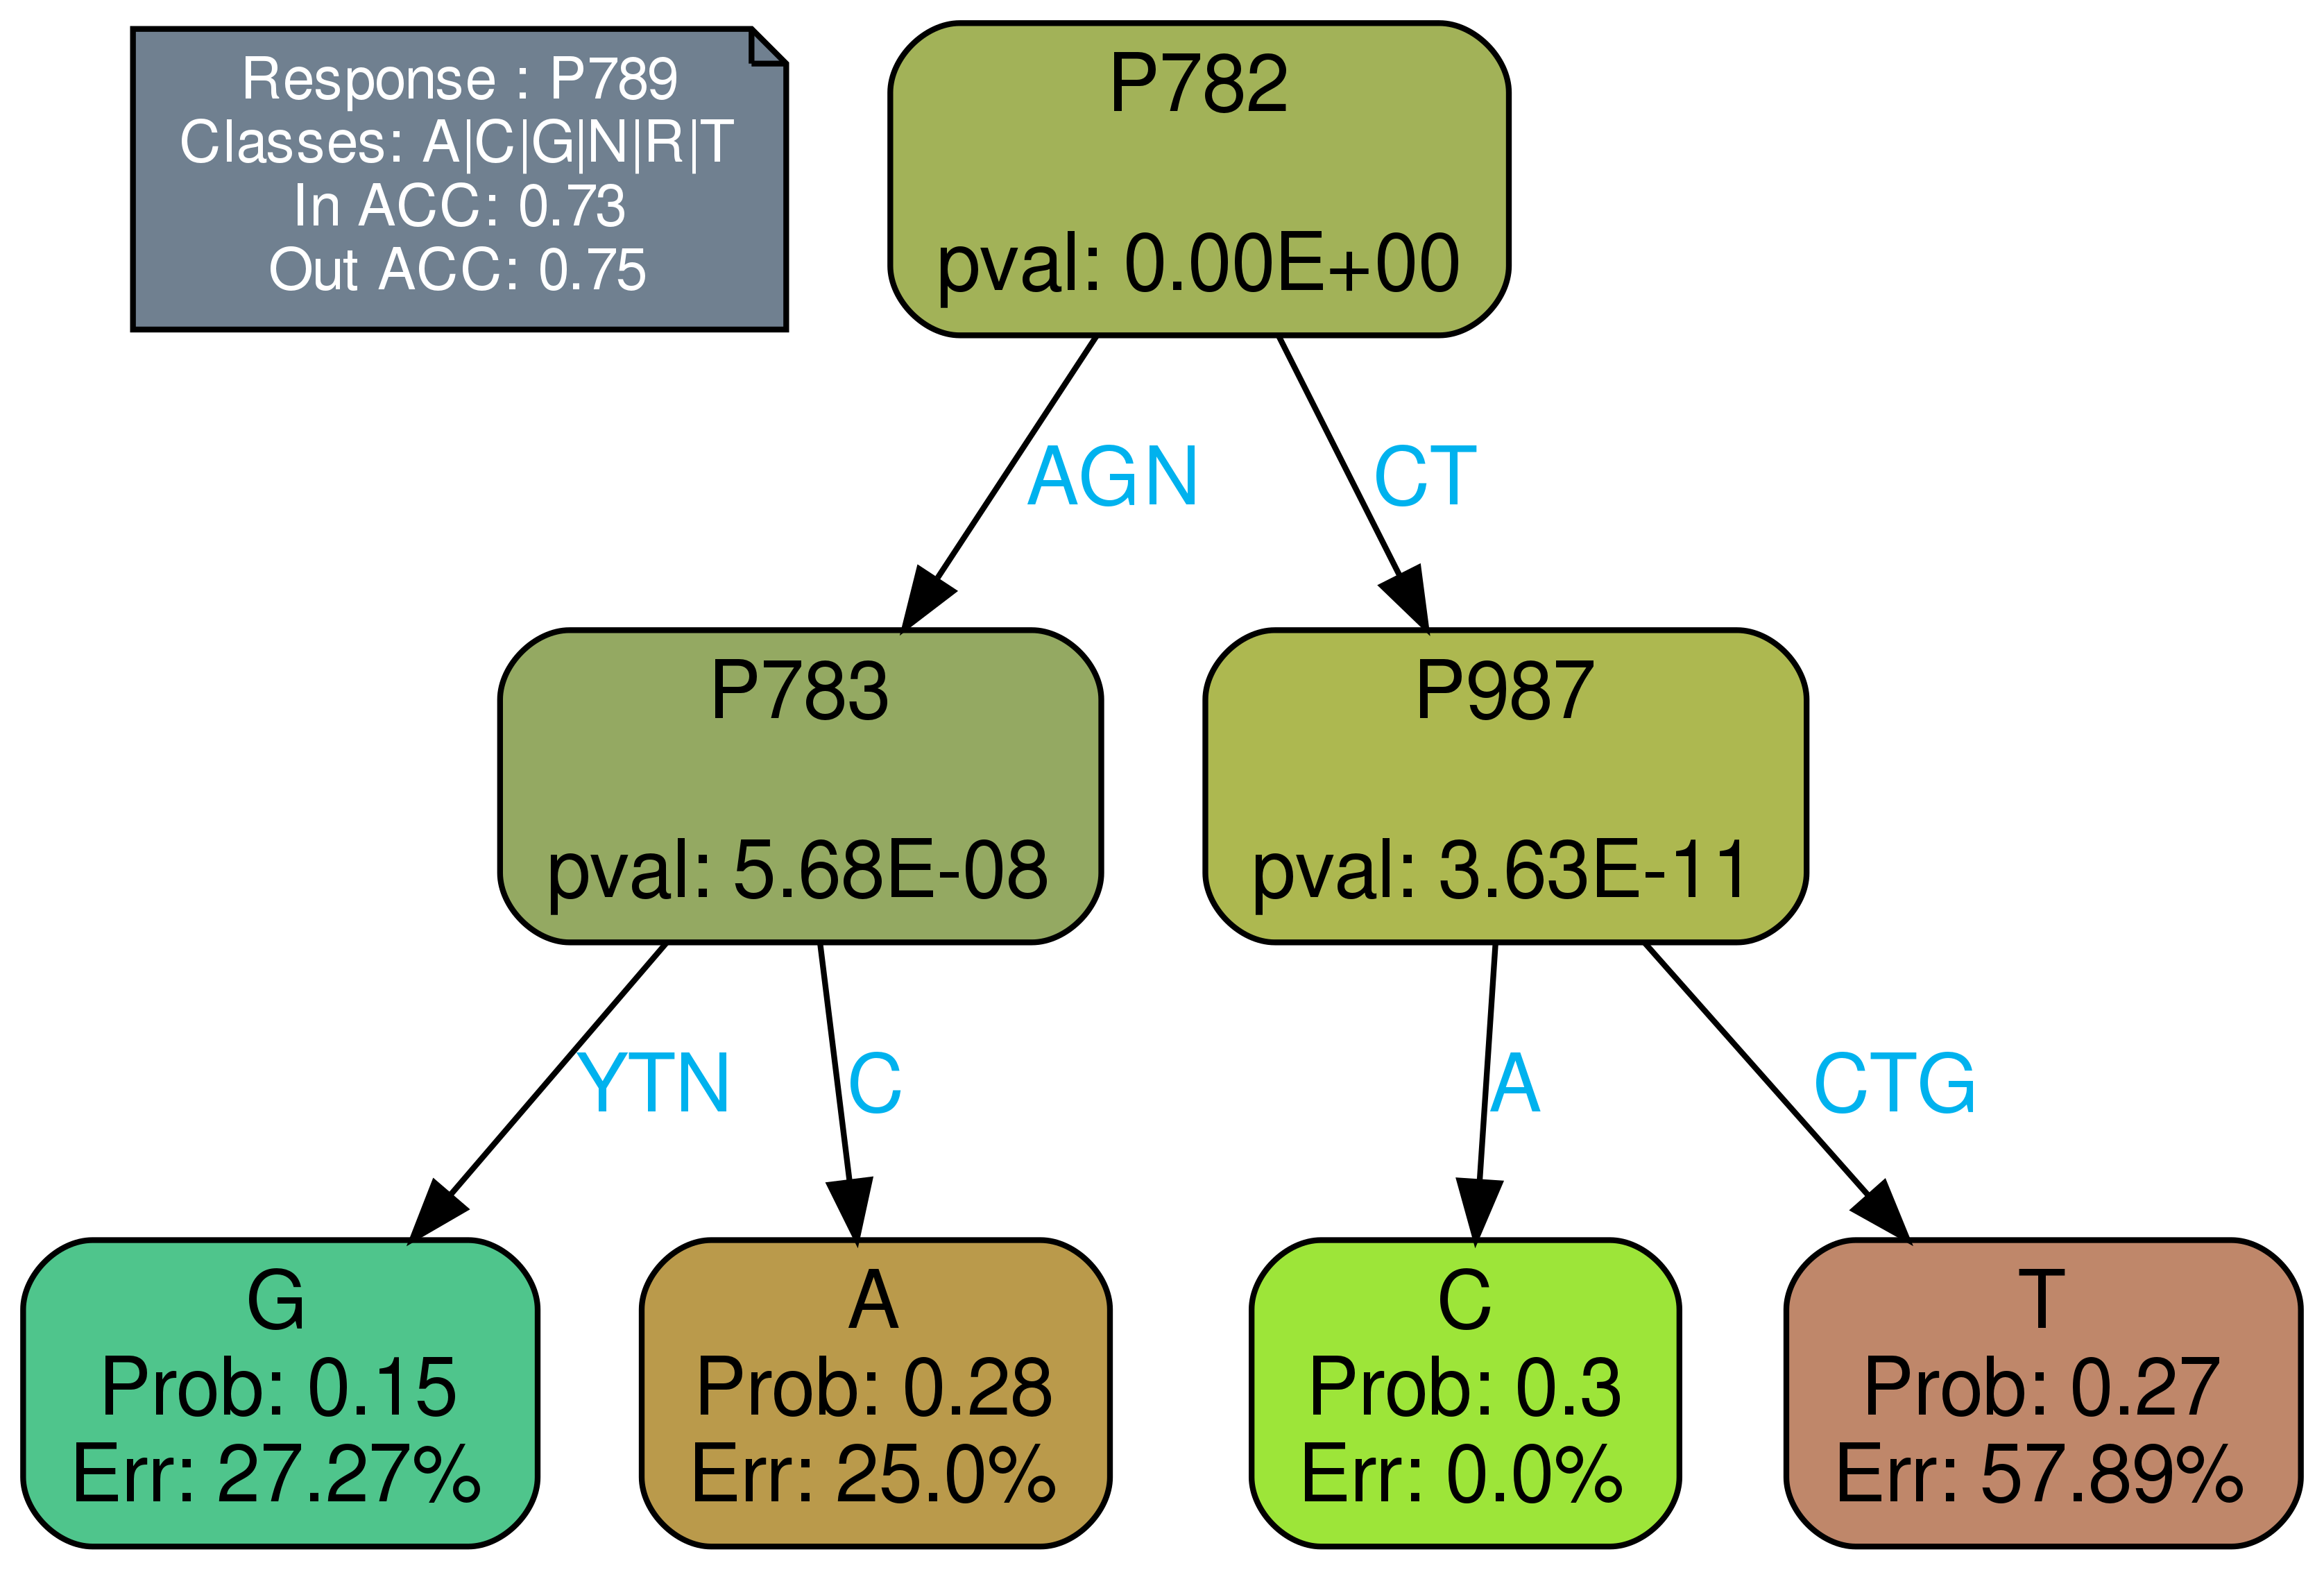 Response : P789
Classes: A|C|G|N|R|T
In ACC: 0.73
Out ACC: 0.75
P782
pval: 0.00E+00
AGN
CT
P783
pval: 5.68E-08
P987
pval: 3.63E-11
YTN
C
A
CTG
G
Prob: 0.15
Err: 27.27%
A
Prob: 0.28
Err: 25.0%
C
Prob: 0.3
Err: 0.0%
T
Prob: 0.27
Err: 57.89%